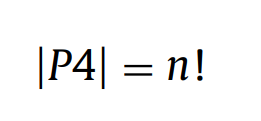 |P4| = n!